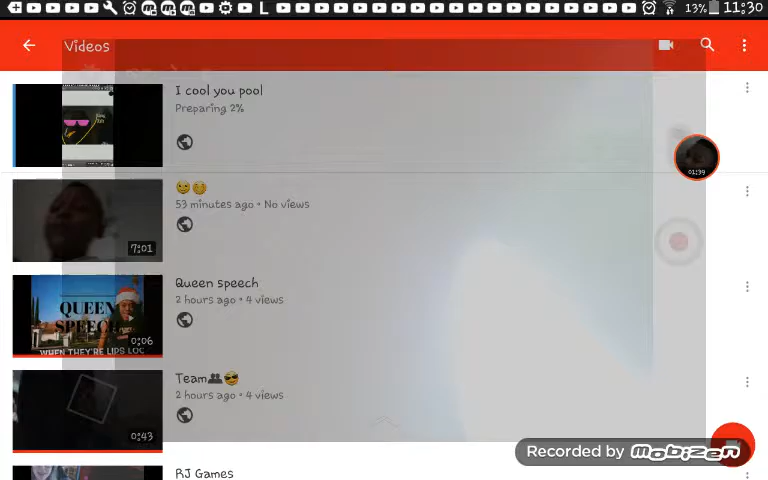 L 13% 11:30
Videos
I cool you pool
Preparing 2%
01:39
😀😊
53 minutes ago • No views
7:01
Queen speech
2 hours ago • 4 views
QUEEN
SPEECH
0:06
WHEN THEY'RE LIPS LOC
Team👥😎
2 hours ago • 4 views
0:43
Recorded by MOBIZEN
RJ Games